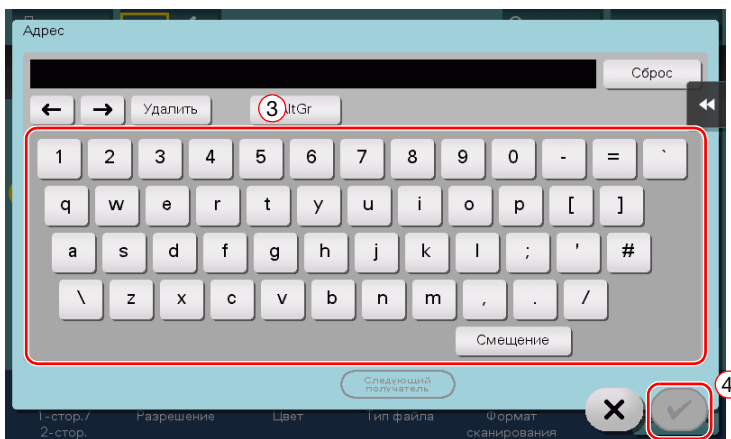 Адрес
Сброс
← → Удалить ③ ltGr
1 2 3 4 5 6 7 8 9 0 - = `
q w e r t y u i o p [ ]
a s d f g h j k l ; ' #
\ z x c v b n m , . /
Смещение
Следующий
получатель
4
1-стор./
2-стор.
Разрешение
Цвет
Тип файла
Формат
сканирования